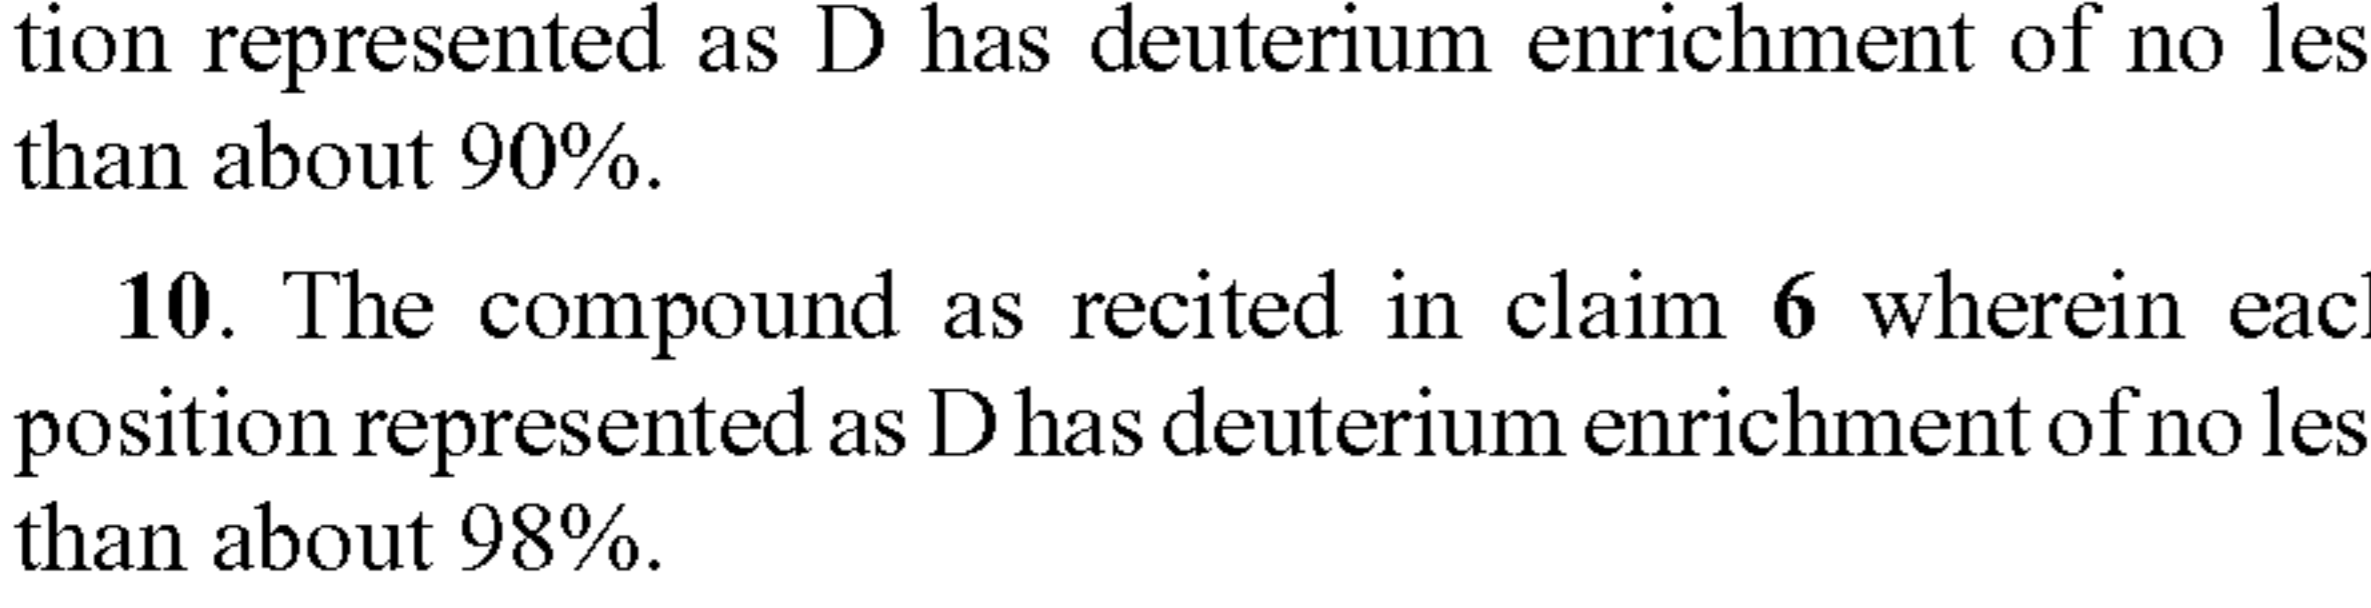 tion represented as D has deuterium enrichment of no les
than about 90%.
10. The compound as recited in claim 6 wherein each
position represented as D has deuterium enrichment of no les
than about 98%.